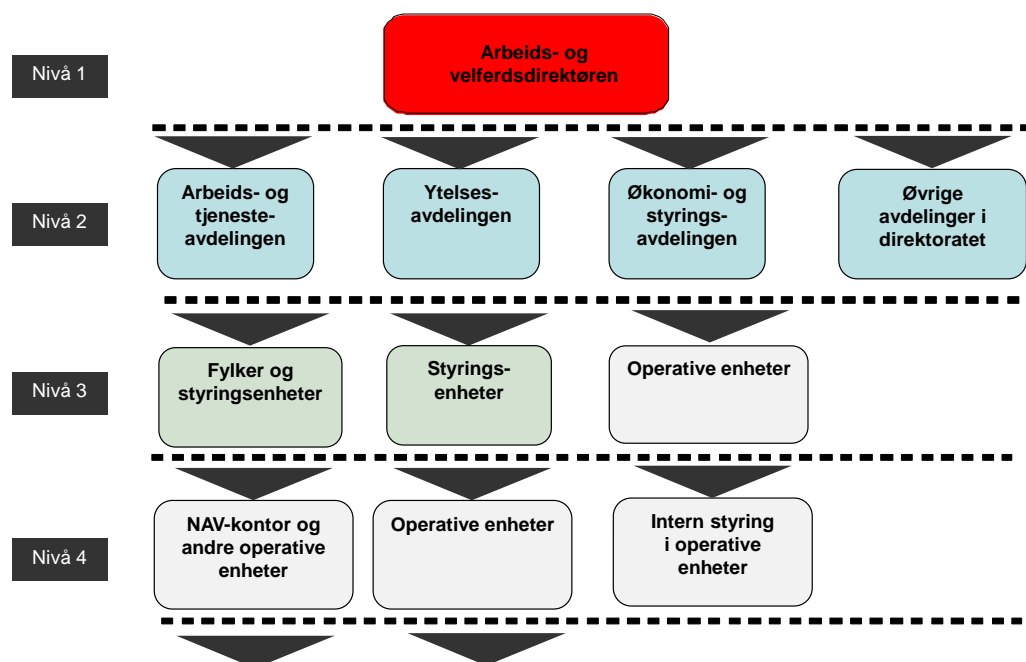 Nivå 1
Arbeids- og
velferdsdirektøren
Nivå 2
Arbeids- og
tjeneste-
avdelingen
Ytelses-
avdelingen
Økonomi- og
styrings-
avdelingen
Øvrige
avdelinger i
direktoratet
Nivå 3
Fylker og
styringsenheter
Styrings-
enheter
Operative enheter
Nivå 4
NAV-kontor og
andre operative
enheter
Operative enheter
Intern styring
i operative
enheter